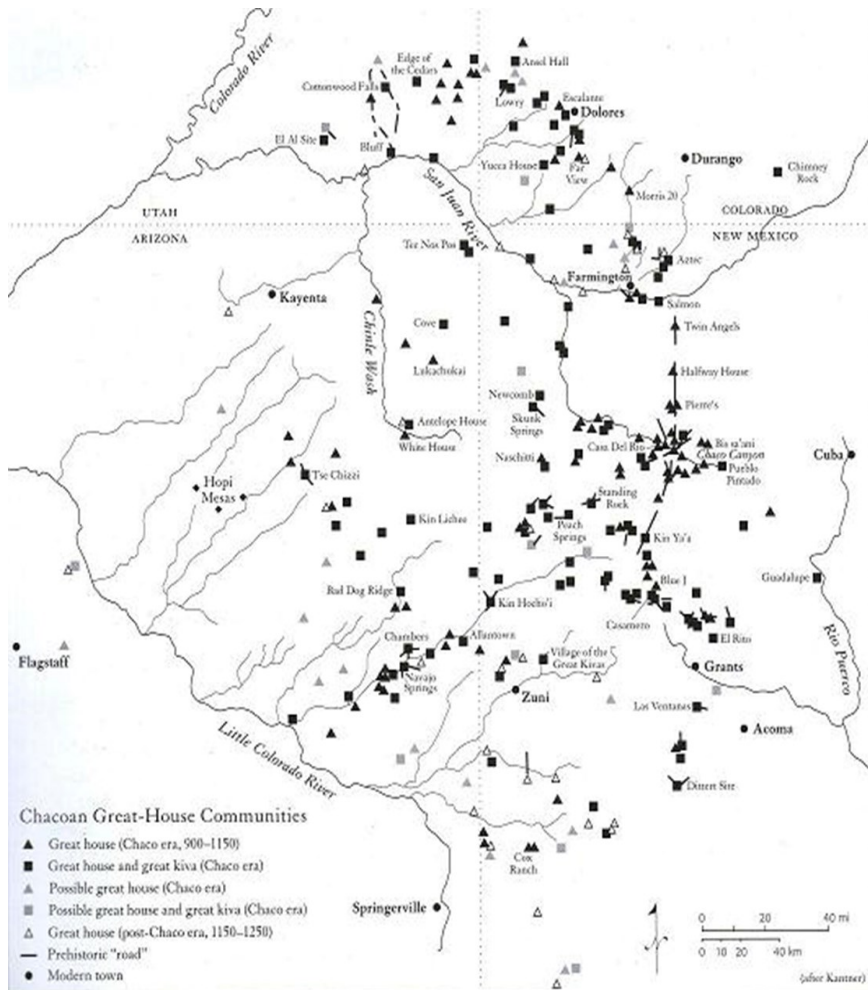 Colorado River
Edge of
the Cedars
Ansel Hall
Cottonwood Falls
Lowry
Escalante
Dolores
El Al Site
Bluff
Yucca House
Far
View
Durango
Chimney
Rock
San Juan River
Morris 20
UTAH
ARIZONA
COLORADO
NEW MEXICO
Tec Nos Pos
Aztec
Farmington
Kayenta
Salmon
Chinle Wash
Cove
Twin Angels
Lukachukai
Halfway House
Newcomb
Pierre's
Skunk
Springs
Antelope House
White House
Casa Del Rio
Bis sa'ani
Chaco Canyon
Pueblo
Pintado
Cuba
Naschitti
Hopi
Mesas
Tse Chizzi
Standing
Rock
Kin Lichee
Peach
Springs
Kin Ya'a
Bad Dog Ridge
Blue J
Guadalupe
Kin Hocho'i
Casamero
El Rito
Chambers
Allantown
Village of the
Great Kivas
Grants
Flagstaff
Navajo
Springs
Zuni
Las Ventanas
Rio Puerco
Acoma
Little Colorado River
Dittert Site
Chacoan Great-House Communities
Great house (Chaco era, 900–1150)
Great house and great kiva (Chaco era)
Possible great house (Chaco era)
Possible great house and great kiva (Chaco era)
Great house (post-Chaco era, 1150–1250)
Prehistoric "road"
Modern town
Cox
Ranch
Springerville
0 20 40 mi
0 10 20 40 km
(after Kantner)